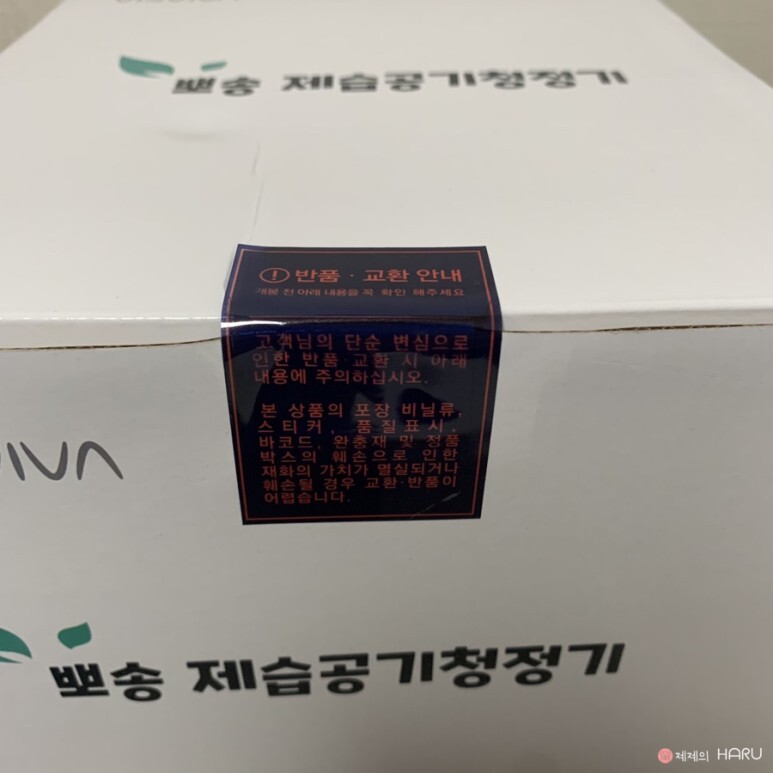 뽀송 제습공기청정기
반품 · 교환 안내
개봉 전 아래 내용을 꼭 확인 해주세요
고객님의 단순 변심으로
인한 반품·교환 시 아래
내용에 주의하십시오.
본 상품의 포장 비닐류,
스티커, 품질표시,
바코드, 완충재 및 정품
박스의 훼손으로 인한
재화의 가치가 멸실되거나
훼손될 경우 교환·반품이
어렵습니다.
뽀송 제습공기청정기
제제의 HARU